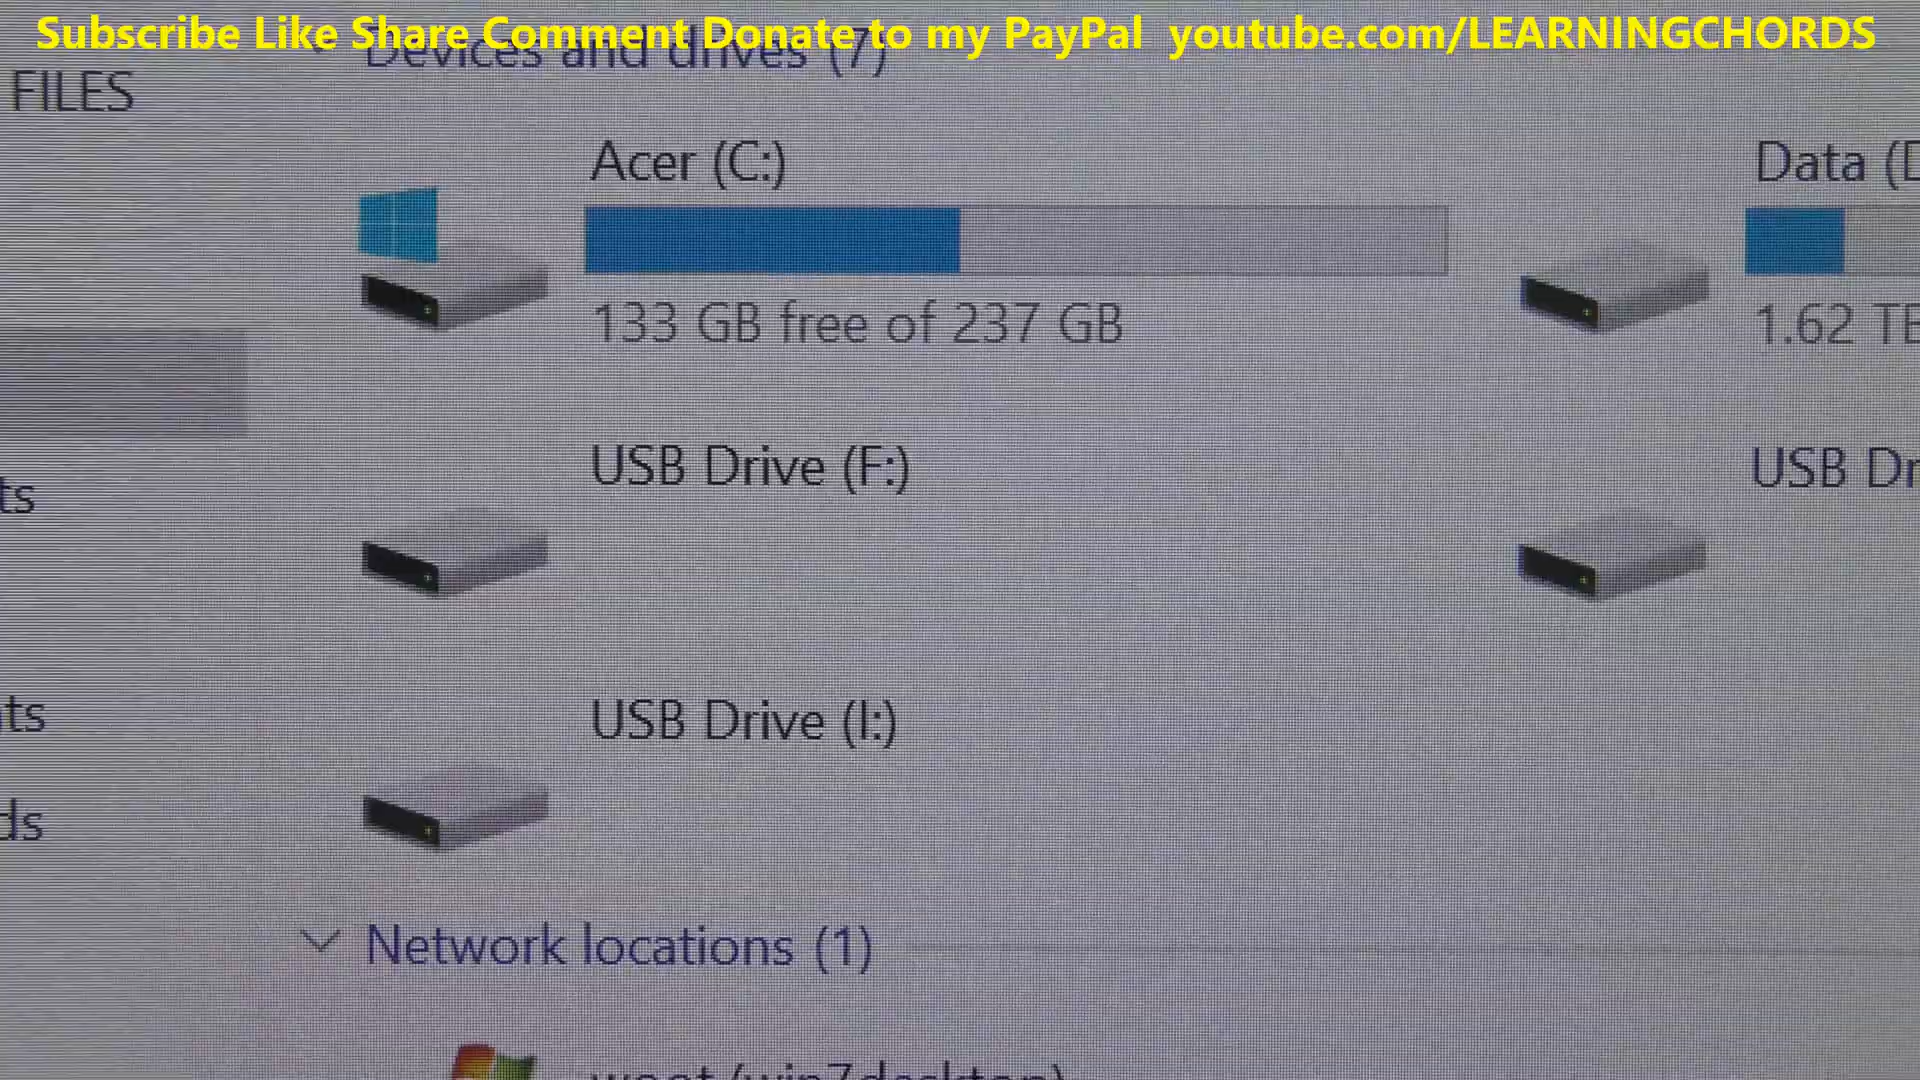 Subscribe Like Share Comment Donate to my PayPal youtube.com/LEARNINGCHORDS
Devices and drives (7)
FILES
Acer (C:)
Data (D
133 GB free of 237 GB
1.62 TB
USB Drive (F:)
USB Dr
ts
USB Drive (I:)
ts
ds
Network locations (1)